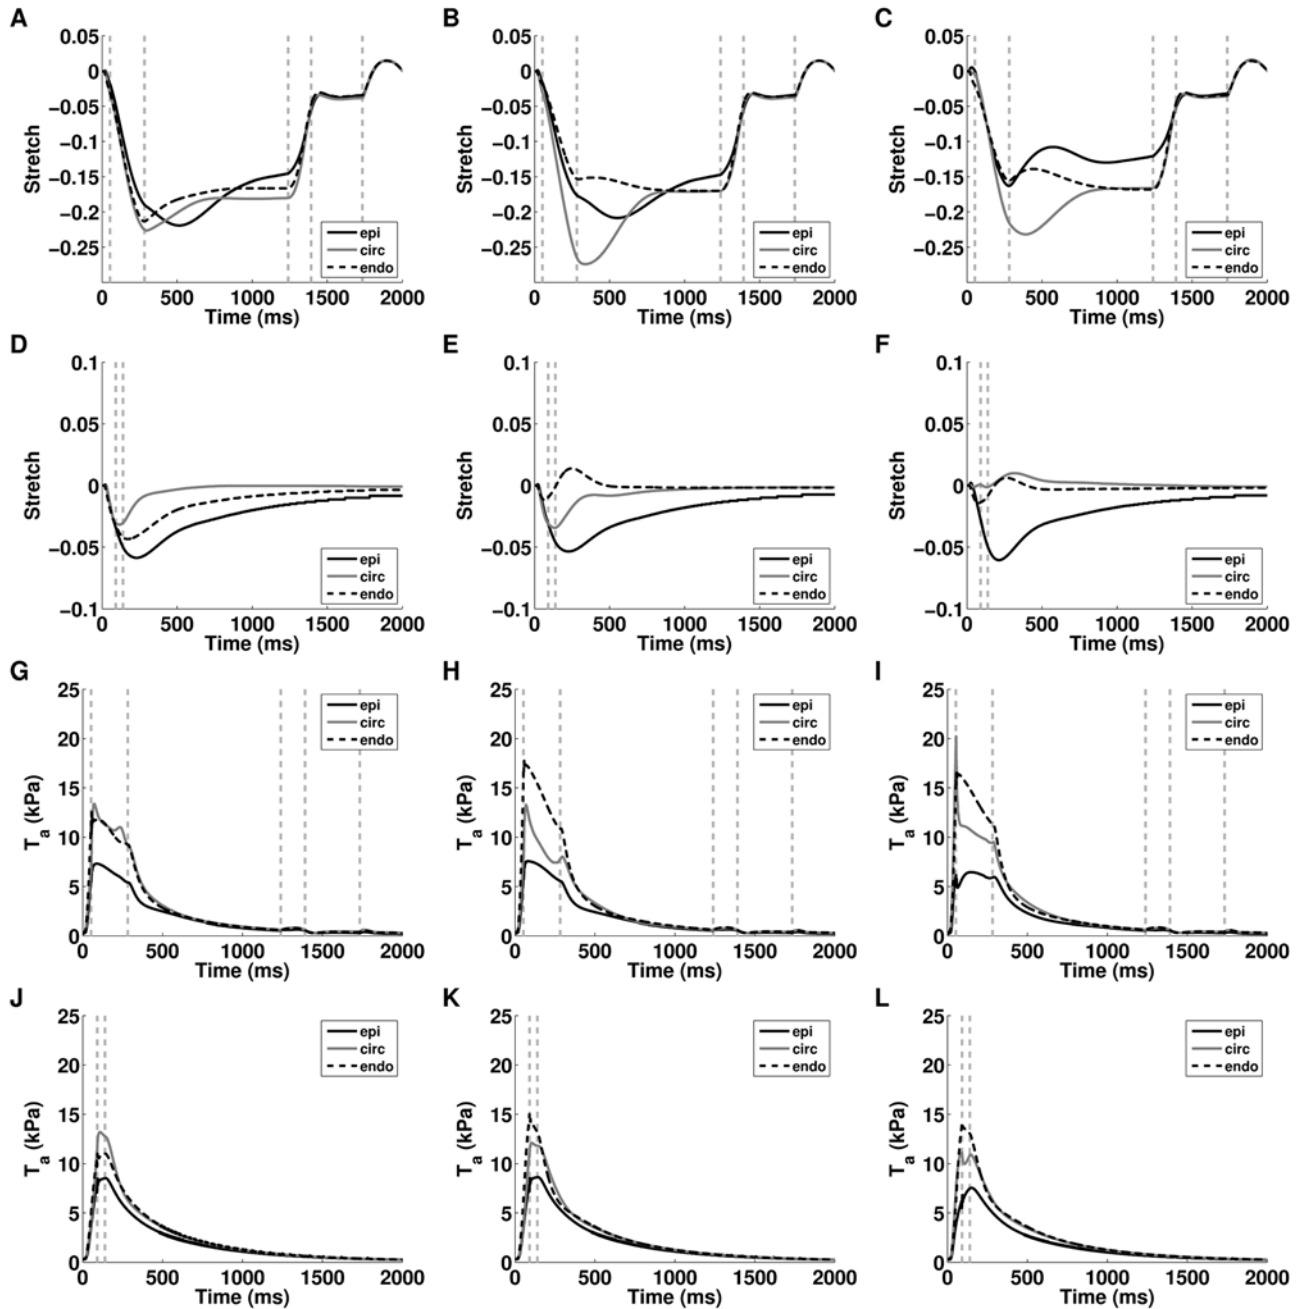 A B C
0.05 0.05 0.05
0 0 0
−0.05 −0.05 −0.05
−0.1 −0.1 −0.1
−0.15 −0.15 −0.15
−0.2 −0.2 −0.2
−0.25 −0.25 −0.25
Stretch Stretch Stretch
epi epi epi
circ circ circ
endo endo endo
0 500 1000 1500 2000 0 500 1000 1500 2000 0 500 1000 1500 2000
Time (ms) Time (ms) Time (ms)
D E F
0.1 0.1 0.1
0.05 0.05 0.05
0 0 0
−0.05 −0.05 −0.05
−0.1 −0.1 −0.1
Stretch Stretch Stretch
epi epi epi
circ circ circ
endo endo endo
0 500 1000 1500 2000 0 500 1000 1500 2000 0 500 1000 1500 2000
Time (ms) Time (ms) Time (ms)
G H I
25 25 25
epi epi epi
circ circ circ
endo endo endo
20 20 20
15 15 15
10 10 10
5 5 5
0 0 0
Ta (kPa) Ta (kPa) Ta (kPa)
0 500 1000 1500 2000 0 500 1000 1500 2000 0 500 1000 1500 2000
Time (ms) Time (ms) Time (ms)
J K L
25 25 25
epi epi epi
circ circ circ
endo endo endo
20 20 20
15 15 15
10 10 10
5 5 5
0 0 0
Ta (kPa) Ta (kPa) Ta (kPa)
0 500 1000 1500 2000 0 500 1000 1500 2000 0 500 1000 1500 2000
Time (ms) Time (ms) Time (ms)